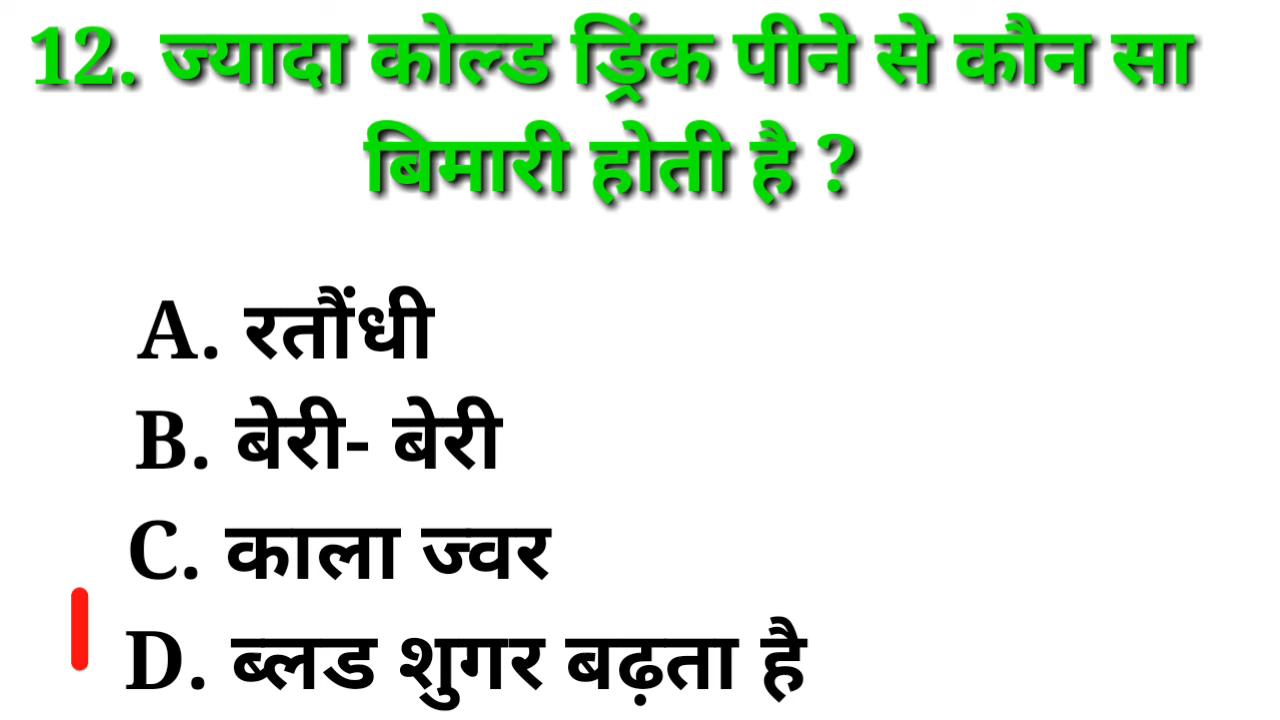 12. ज्यादा कोल्ड ड्रिंक पीने से कौन सा
बिमारी होती है ?
A. रतौंधी
B. बेरी- बेरी
C. काला ज्वर
D. ब्लड शुगर बढ़ता है